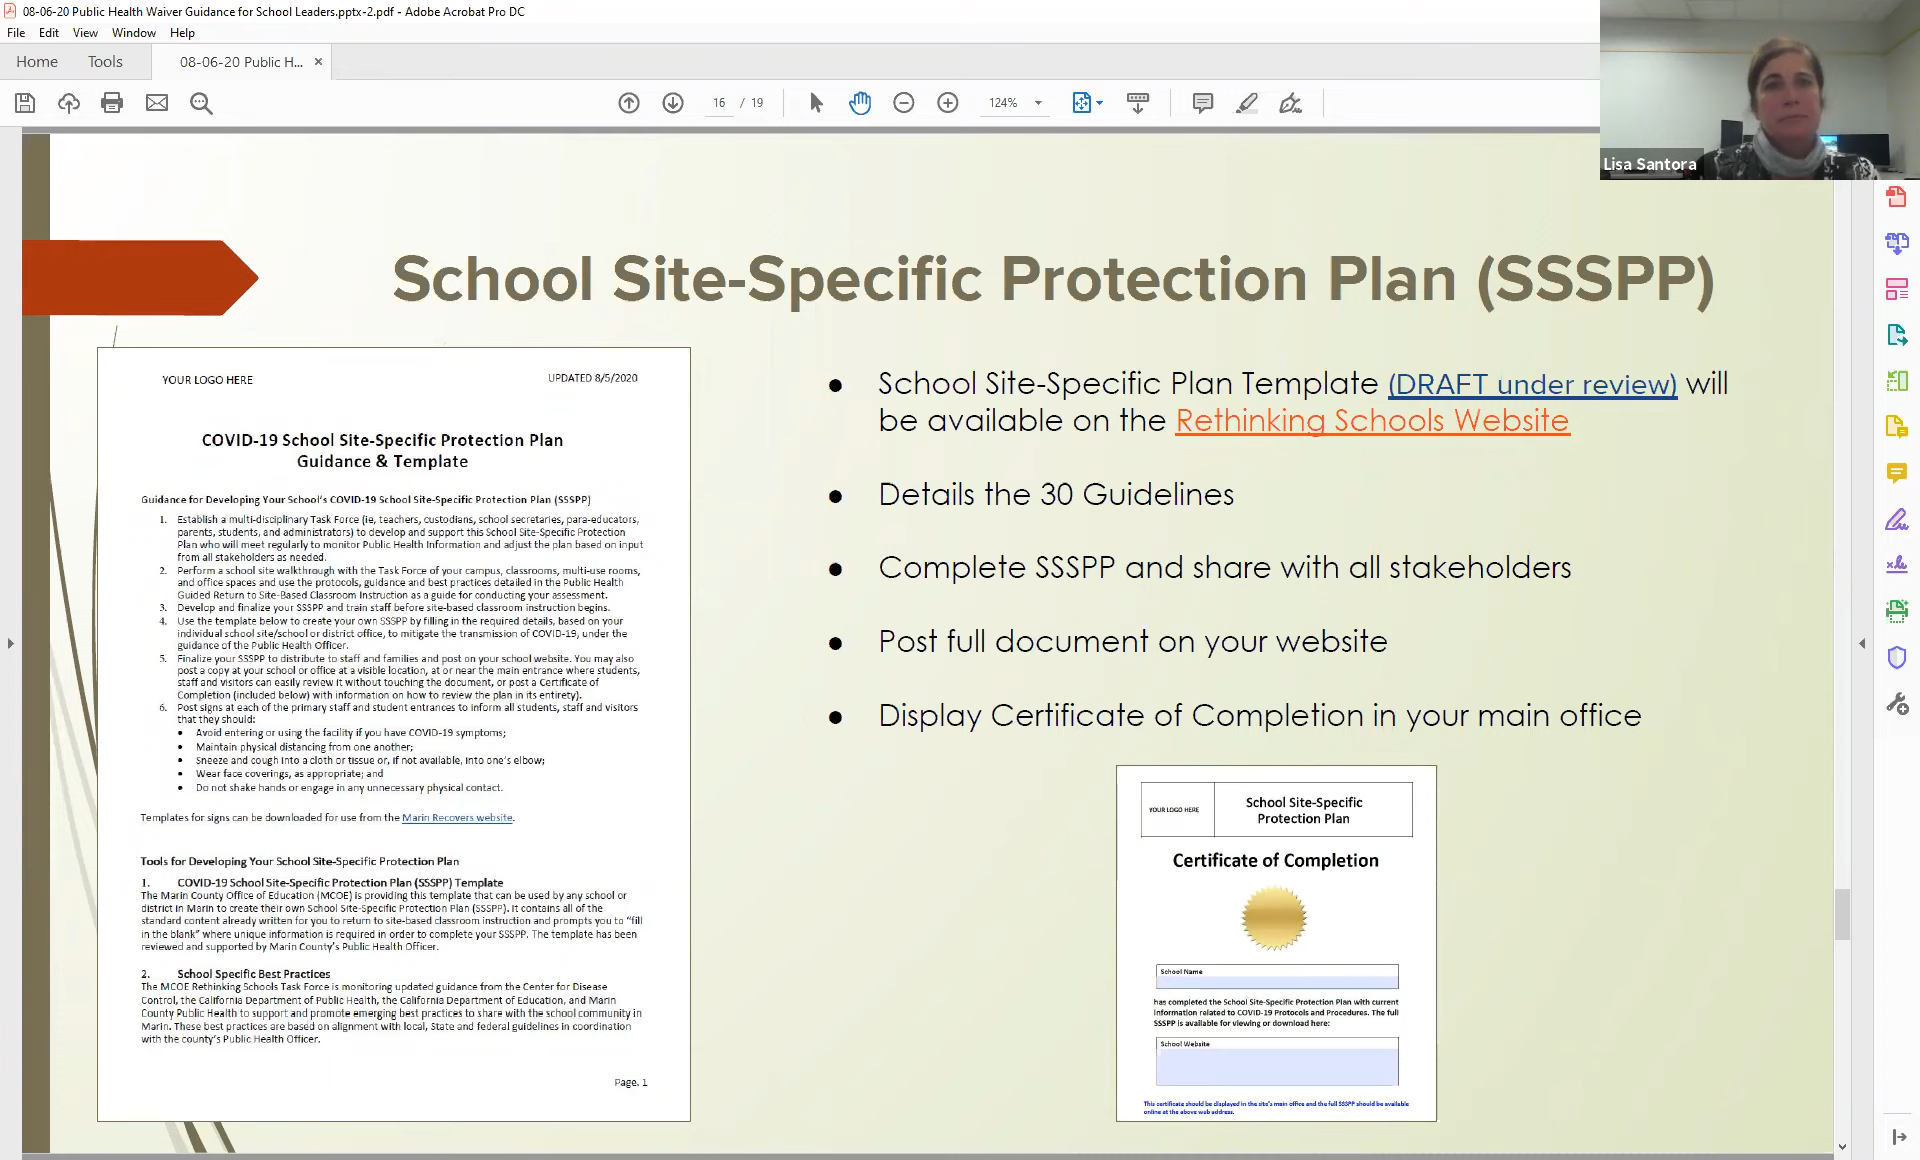 08-06-20 Public Health Waiver Guidance for School Leaders.pptx-2.pdf - Adobe Acrobat Pro DC
File Edit View Window Help
Home Tools 08-06-20 Public H... ×
16 / 19 124%
Lisa Santora
School Site-Specific Protection Plan (SSSPP)
YOUR LOGO HERE UPDATED 8/5/2020
COVID-19 School Site-Specific Protection Plan
Guidance & Template
Guidance for Developing Your School's COVID-19 School Site-Specific Protection Plan (SSSPP)
1. Establish a multi-disciplinary Task Force (ie, teachers, custodians, school secretaries, para-educators,
parents, students, and administrators) to develop and support this School Site-Specific Protection
Plan who will meet regularly to monitor Public Health Information and adjust the plan based on input
from all stakeholders as needed.
2. Perform a school site walkthrough with the Task Force of your campus, classrooms, multi-use rooms,
and office spaces and use the protocols, guidance and best practices detailed in the Public Health
Guided Return to Site-Based Classroom Instruction as a guide for conducting your assessment.
3. Develop and finalize your SSSPP and train staff before site-based classroom instruction begins.
4. Use the template below to create your own SSSPP by filling in the required details, based on your
individual school site/school or district office, to mitigate the transmission of COVID-19, under the
guidance of the Public Health Officer.
5. Finalize your SSSPP to distribute to staff and families and post on your school website. You may also
post a copy at your school or office at a visible location, at or near the main entrance where students,
staff and visitors can easily review it without touching the document, or post a Certificate of
Completion (included below) with information on how to review the plan in its entirety).
6. Post signs at each of the primary staff and student entrances to inform all students, staff and visitors
that they should:
• Avoid entering or using the facility if you have COVID-19 symptoms;
• Maintain physical distancing from one another;
• Sneeze and cough into a cloth or tissue or, if not available, into one's elbow;
• Wear face coverings, as appropriate; and
• Do not shake hands or engage in any unnecessary physical contact.
Templates for signs can be downloaded for use from the Marin Recovers website.
Tools for Developing Your School Site-Specific Protection Plan
1. COVID-19 School Site-Specific Protection Plan (SSSPP) Template
The Marin County Office of Education (MCOE) is providing this template that can be used by any school or
district in Marin to create their own School Site-Specific Protection Plan (SSSPP). It contains all of the
standard content already written for you to return to site-based classroom instruction and prompts you to "fill
in the blank" where unique information is required in order to complete your SSSPP. The template has been
reviewed and supported by Marin County's Public Health Officer.
2. School Specific Best Practices
The MCOE Rethinking Schools Task Force is monitoring updated guidance from the Center for Disease
Control, the California Department of Public Health, the California Department of Education, and Marin
County Public Health to support and promote emerging best practices to share with the school community in
Marin. These best practices are based on alignment with local, State and federal guidelines in coordination
with the county's Public Health Officer.
Page. 1
● School Site-Specific Plan Template (DRAFT under review) will
be available on the Rethinking Schools Website
● Details the 30 Guidelines
● Complete SSSPP and share with all stakeholders
● Post full document on your website
● Display Certificate of Completion in your main office
YOUR LOGO HERE
School Site-Specific
Protection Plan
Certificate of Completion
School Name
has completed the School Site-Specific Protection Plan with current
information related to COVID-19 Protocols and Procedures. The full
SSSPP is available for viewing or download here:
School Website
This certificate should be displayed in the site's main office and the full SSSPP should be available
online at the above web address.